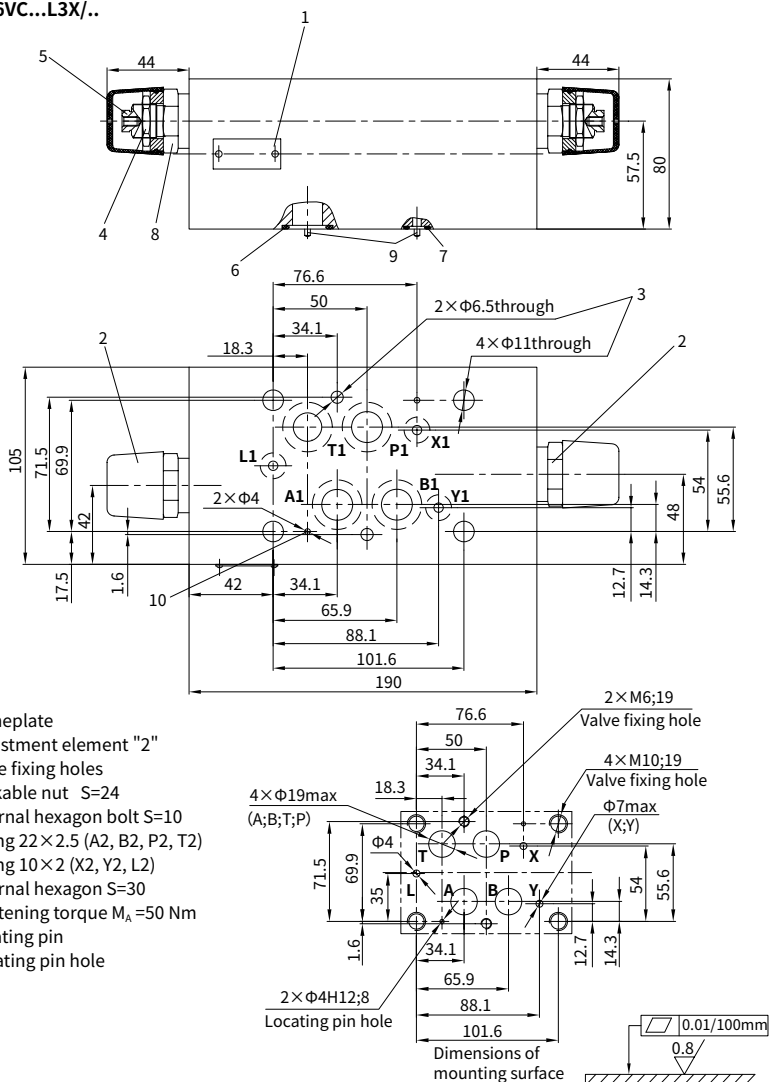 6VC...L3X/..
1
5
44
44
57.5
80
4
8
6
9
7
76.6
50
2×Φ6.5through
3
34.1
18.3
4×Φ11through
2
2
105
71.5
69.9
42
17.5
1.6
L1
T1
P1
X1
A1
B1
Y1
2×Φ4
10
54
55.6
48
12.7
14.3
42
34.1
65.9
88.1
101.6
190
eplate
stment element "2"
e fixing holes
kable nut S=24
rnal hexagon bolt S=10
ng 22×2.5 (A2, B2, P2, T2)
ng 10×2 (X2, Y2, L2)
rnal hexagon S=30
tening torque MA =50 Nm
ating pin
ating pin hole
2×M6;19
Valve fixing hole
76.6
50
34.1
18.3
4×M10;19
Valve fixing hole
4×Φ19max
(A;B;T;P)
Φ7max
(X;Y)
Φ4
T
P
X
L
A
B
Y
71.5
69.9
35
1.6
54
55.6
12.7
14.3
34.1
65.9
88.1
101.6
2×Φ4H12;8
Locating pin hole
Dimensions of
mounting surface
0.01/100mm
0.8